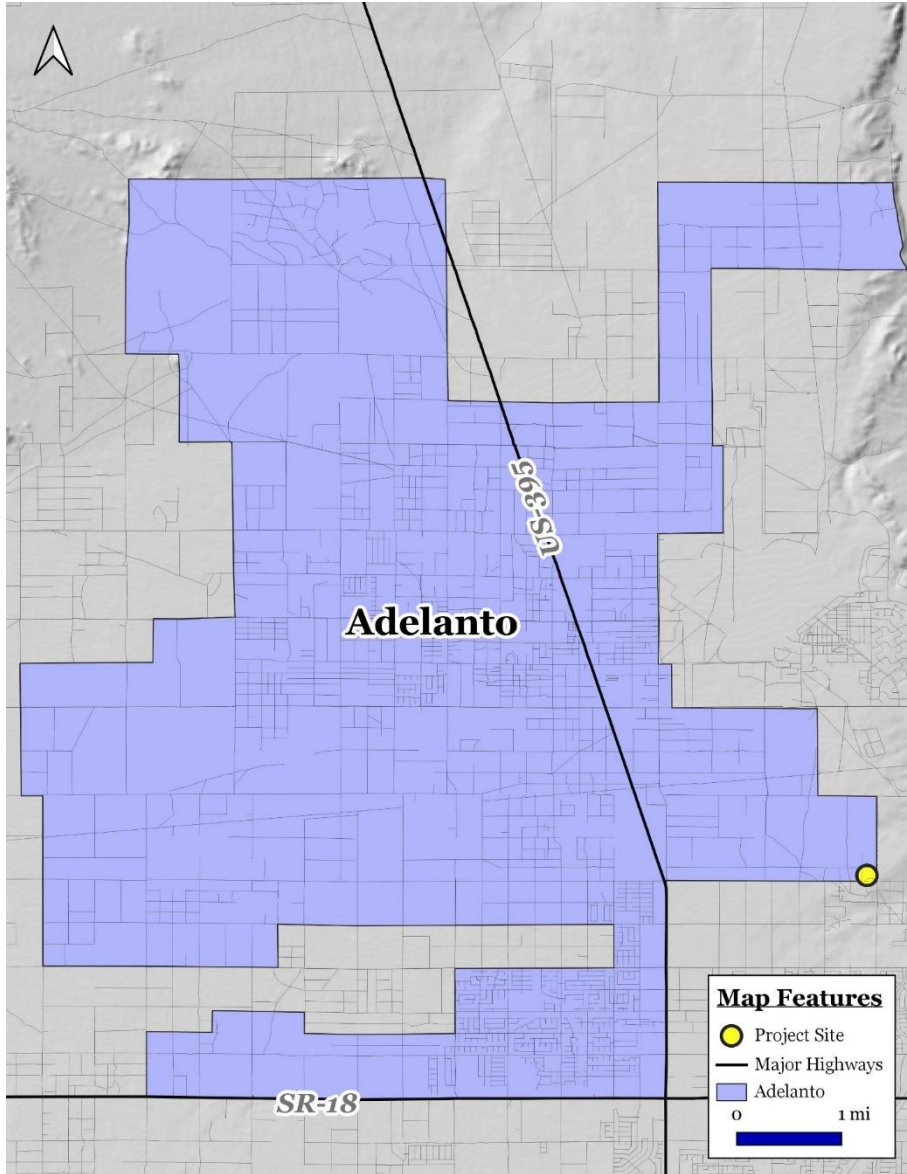 US-395
Adelanto
SR-18
Map Features
Project Site
Major Highways
Adelanto
0 1 mi